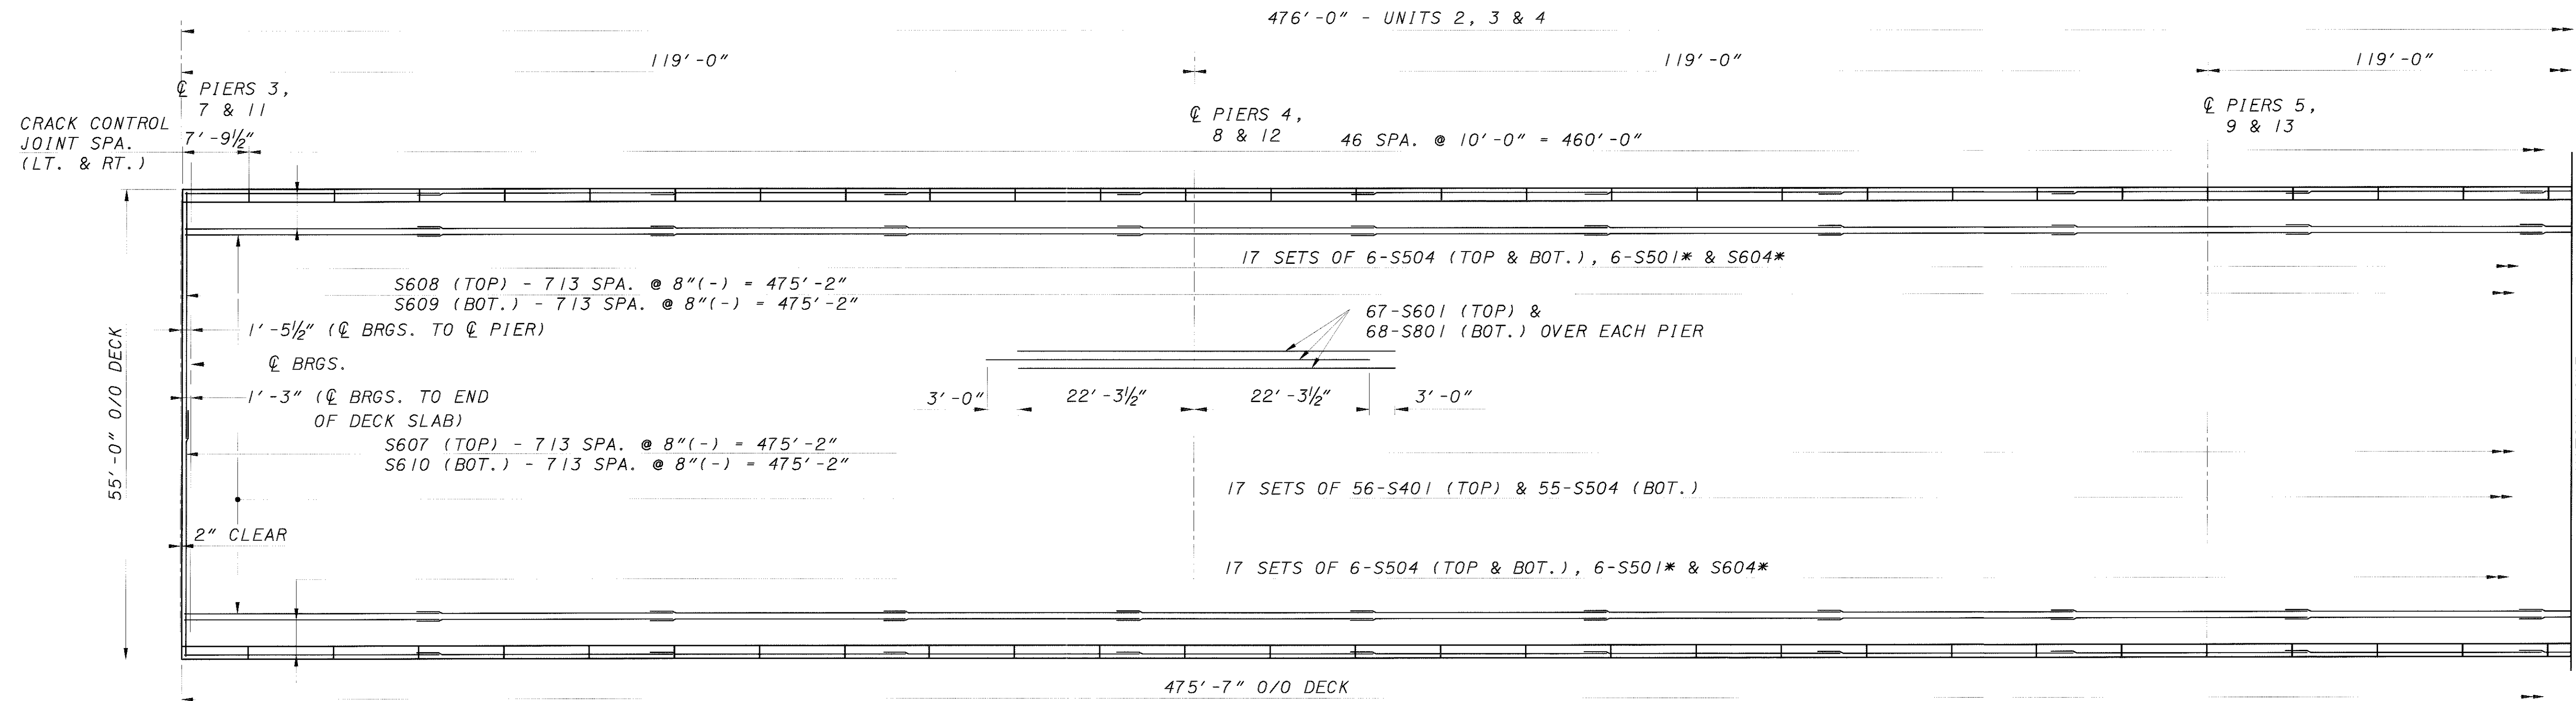 476'-0" - UNITS 2, 3 & 4
119'-0"
119'-0"
119'-0"
℄ PIERS 3,
7 & 11
℄ PIERS 4,
8 & 12
℄ PIERS 5,
9 & 13
CRACK CONTROL
JOINT SPA.
(LT. & RT.)
7'-9½"
46 SPA. @ 10'-0" = 460'-0"
17 SETS OF 6-S504 (TOP & BOT.), 6-S501* & S604*
S608 (TOP) - 713 SPA. @ 8"(-) = 475'-2"
S609 (BOT.) - 713 SPA. @ 8"(-) = 475'-2"
67-S601 (TOP) &
68-S801 (BOT.) OVER EACH PIER
1'-5½" (℄ BRGS. TO ℄ PIER)
℄ BRGS.
55'-0" O/O DECK
1'-3" (℄ BRGS. TO END
OF DECK SLAB)
3'-0"
22'-3½"
22'-3½"
3'-0"
S607 (TOP) - 713 SPA. @ 8"(-) = 475'-2"
S610 (BOT.) - 713 SPA. @ 8"(-) = 475'-2"
17 SETS OF 56-S401 (TOP) & 55-S504 (BOT.)
2" CLEAR
17 SETS OF 6-S504 (TOP & BOT.), 6-S501* & S604*
475'-7" O/O DECK